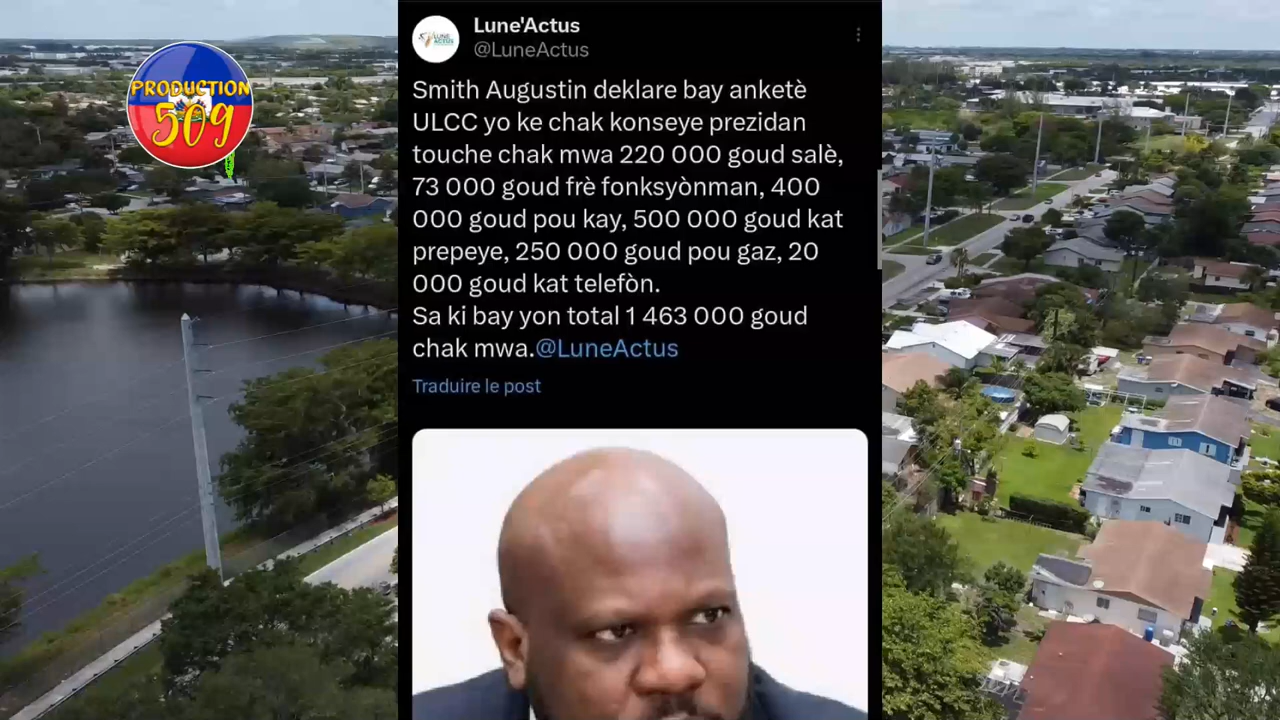 PRODUCTION
509
Lune'Actus
@LuneActus
Smith Augustin deklare bay anketè
ULCC yo ke chak konseye prezidan
touche chak mwa 220 000 goud salè,
73 000 goud frè fonksyònman, 400
000 goud pou kay, 500 000 goud kat
prepeye, 250 000 goud pou gaz, 20
000 goud kat telefòn.
Sa ki bay yon total 1 463 000 goud
chak mwa.@LuneActus
Traduire le post